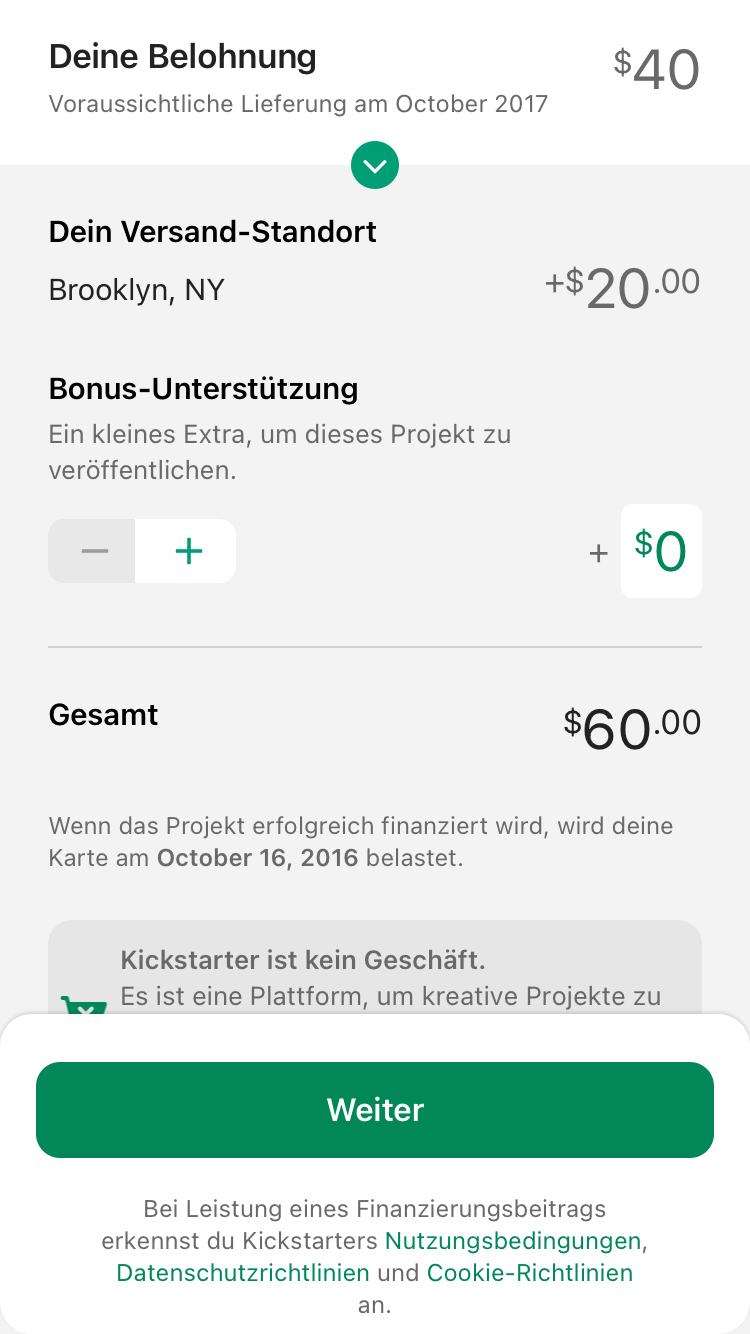 Deine Belohnung
$40
Voraussichtliche Lieferung am October 2017
Dein Versand-Standort
Brooklyn, NY
+$20.00
Bonus-Unterstützung
Ein kleines Extra, um dieses Projekt zu
veröffentlichen.
− +
+ $0
Gesamt
$60.00
Wenn das Projekt erfolgreich finanziert wird, wird deine
Karte am October 16, 2016 belastet.
Kickstarter ist kein Geschäft.
Es ist eine Plattform, um kreative Projekte zu
Weiter
Bei Leistung eines Finanzierungsbeitrags
erkennst du Kickstarters Nutzungsbedingungen,
Datenschutzrichtlinien und Cookie-Richtlinien
an.